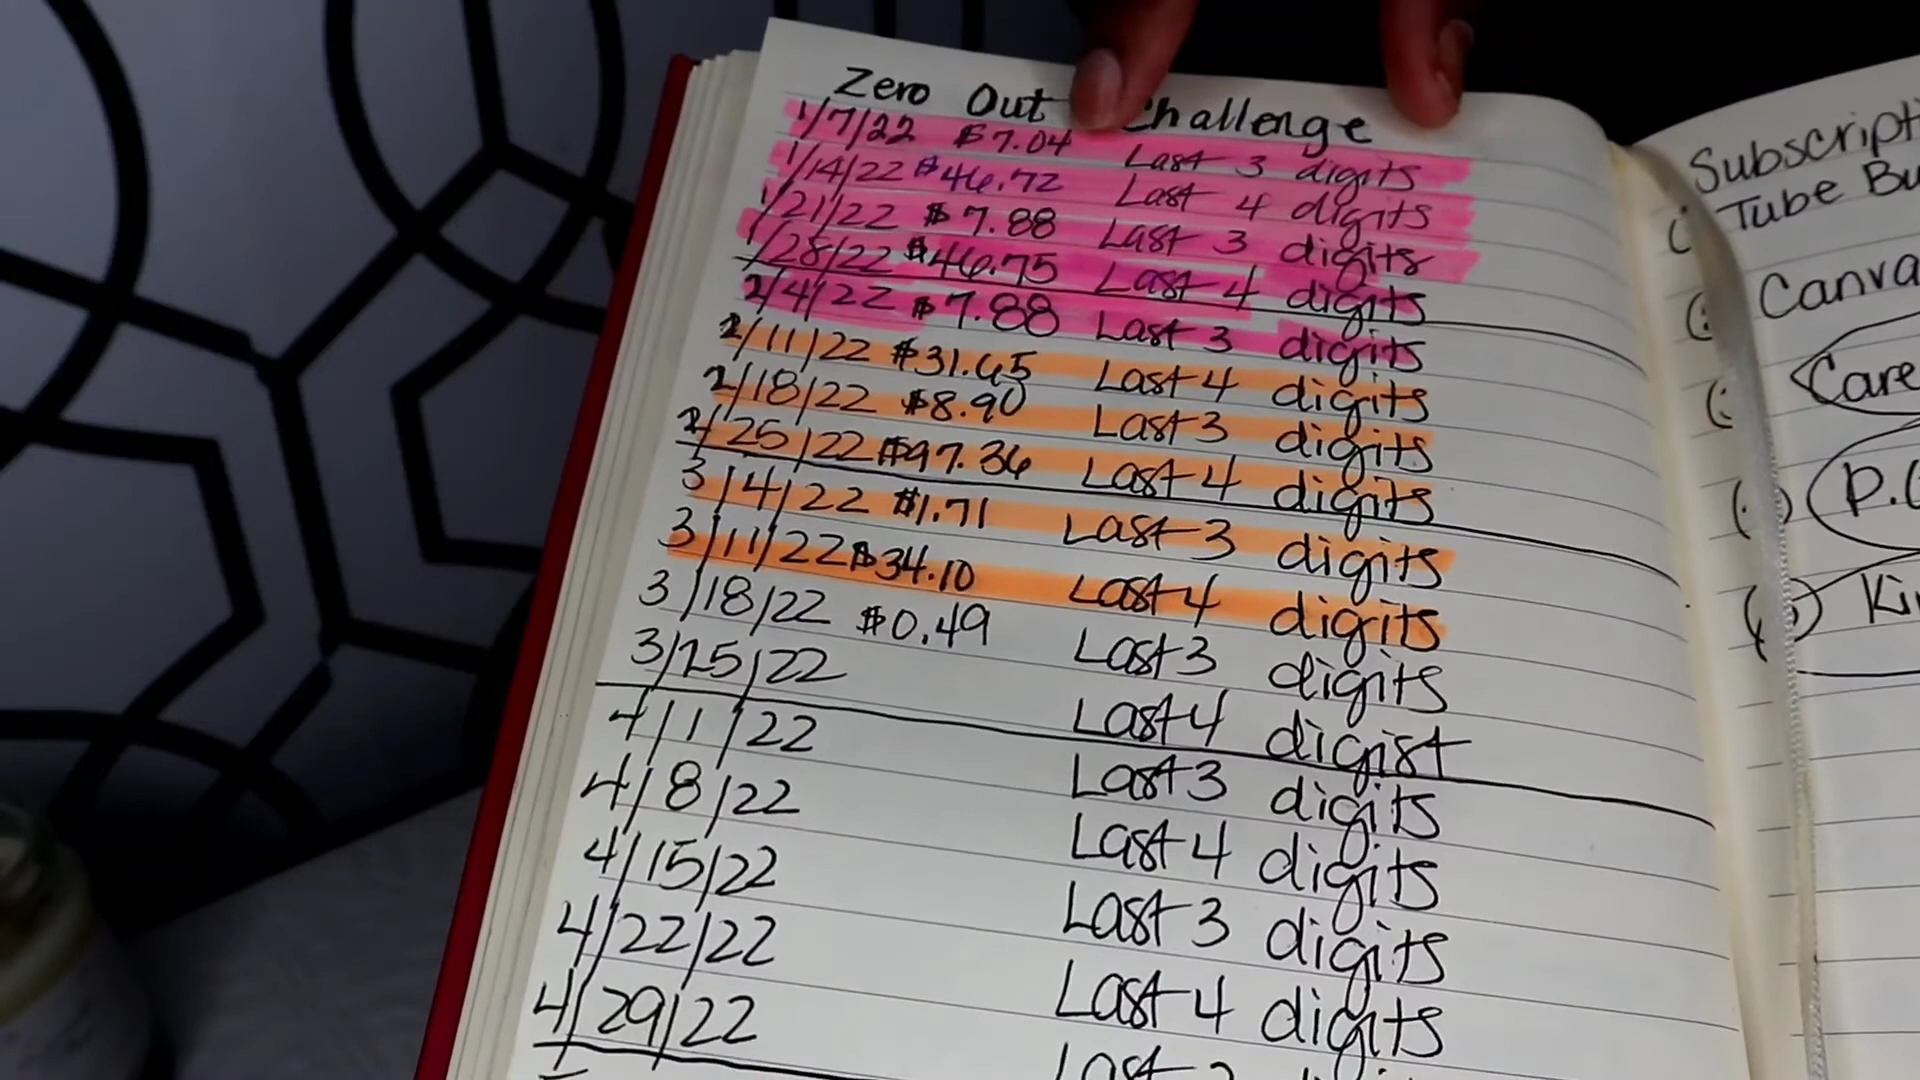 Zero Out Challenge
1/7/22 $7.04 Last 3 digits
1/14/22 $46.72 Last 4 digits
1/21/22 $7.88 Last 3 digits
1/28/22 $46.75 Last 4 digits
2/4/22 $7.88 Last 3 digits
2/11/22 $31.65 Last 4 digits
2/18/22 $8.90 Last 3 digits
2/25/22 $97.36 Last 4 digits
3/4/22 $1.71 Last 3 digits
3/11/22 $34.10 Last 4 digits
3/18/22 $0.49 Last 3 digits
3/25/22 Last 4 digist
4/1/22 Last 3 digits
4/8/22 Last 4 digits
4/15/22 Last 3 digits
4/22/22 Last 4 digits
4/29/22
Subscripti
Tube Bu
Canva
Care
P.
Ki